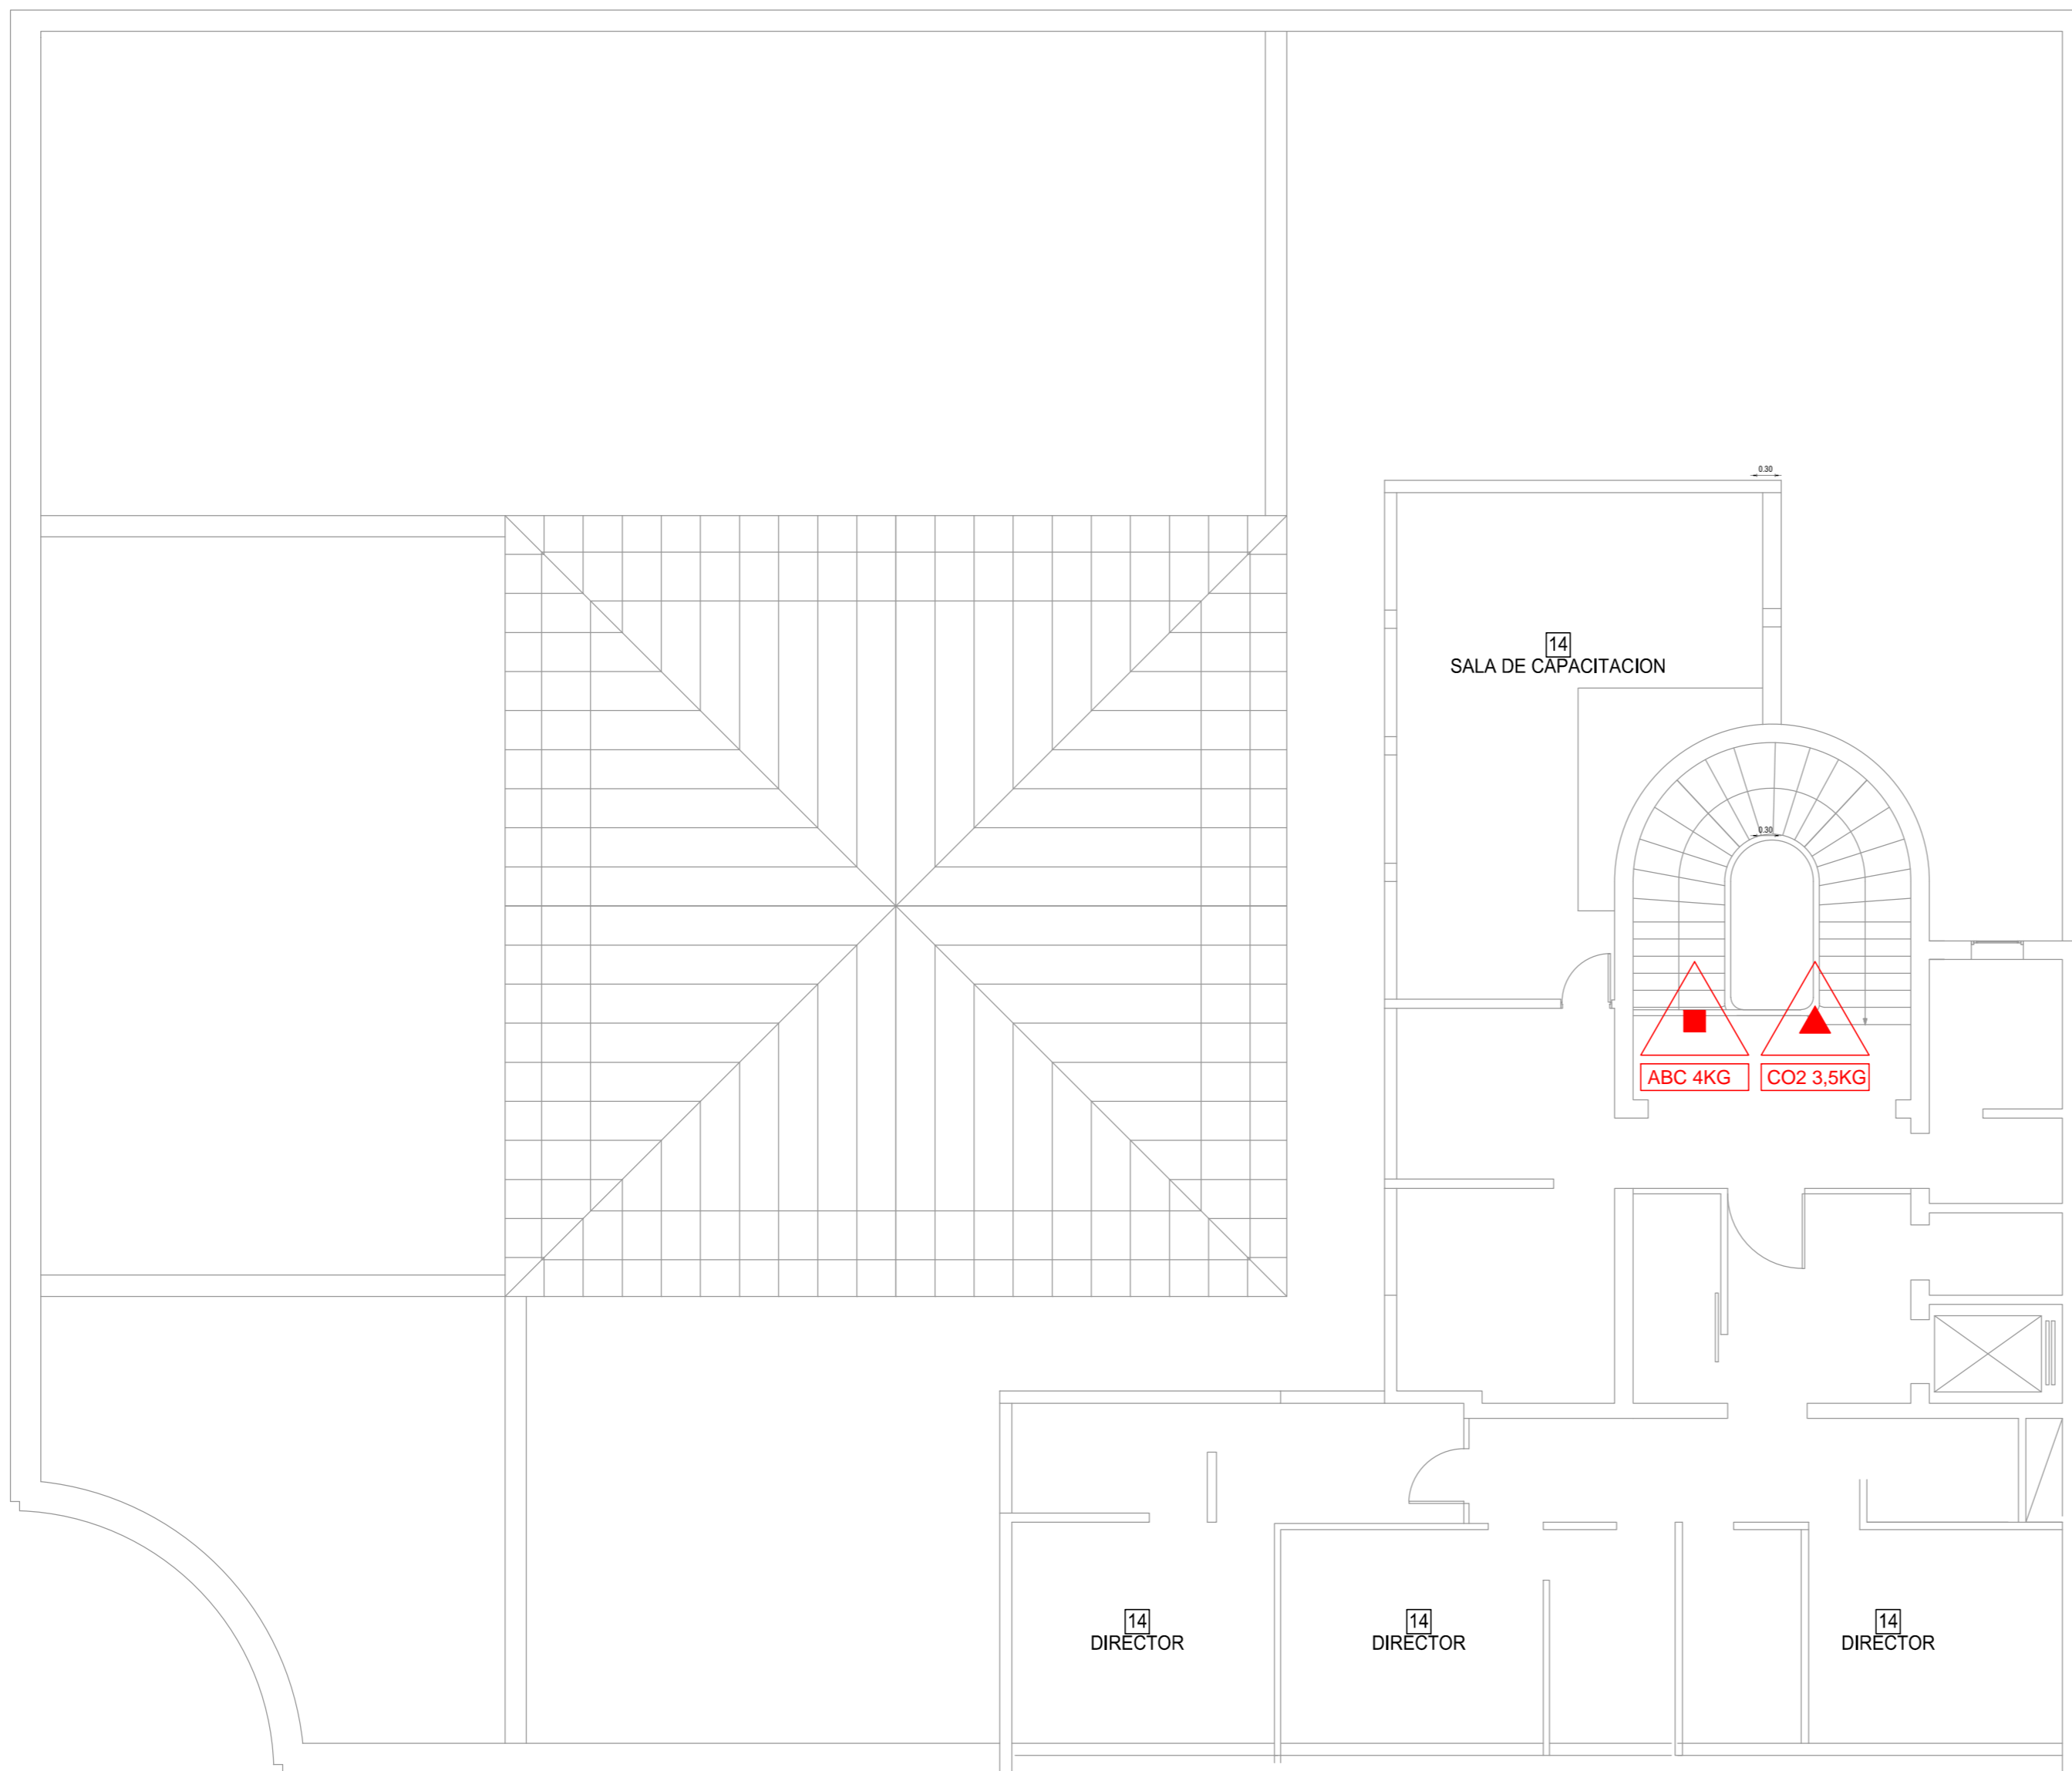 0.30
14
SALA DE CAPACITACION
0.30
ABC 4KG
CO2 3,5KG
14
DIRECTOR
14
DIRECTOR
14
DIRECTOR